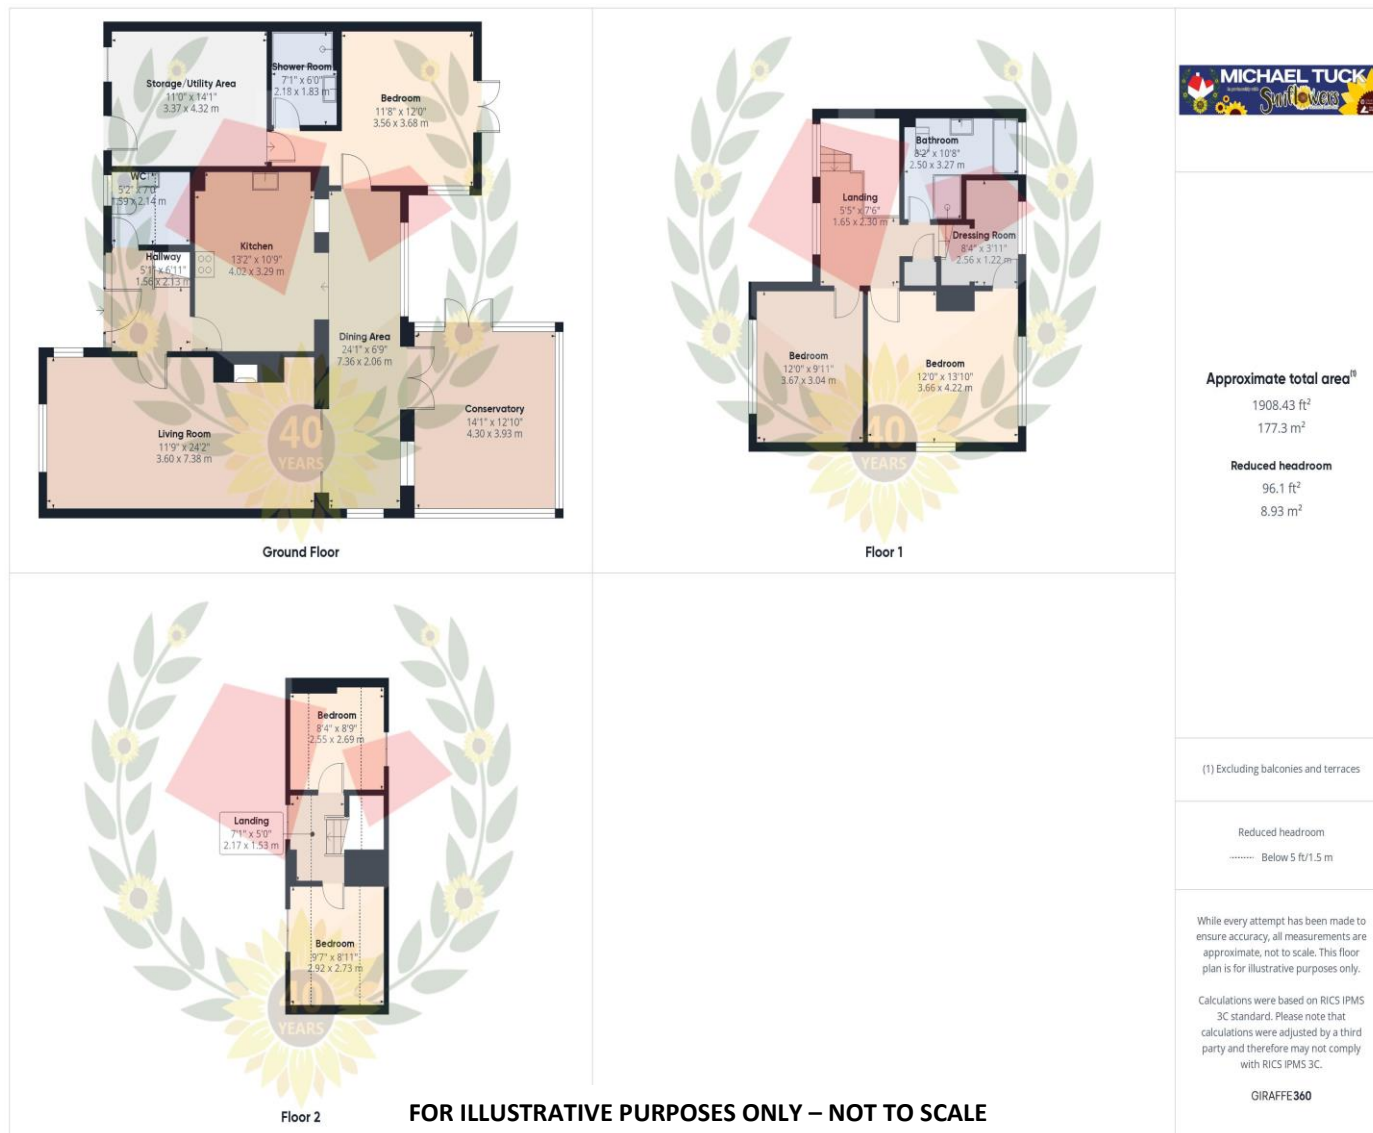 Storage/Utility Area
11'0" x 14'1"
3.37 x 4.32 m
Shower Room
7'1" x 6'0"
2.18 x 1.83 m
Bedroom
11'8" x 12'0"
3.56 x 3.68 m
WC
5'2" x 7'0"
1.59 x 2.14 m
Kitchen
13'2" x 10'9"
4.02 x 3.29 m
Hallway
5'1" x 6'11"
1.56 x 2.13 m
Dining Area
24'1" x 6'9"
7.36 x 2.06 m
Living Room
11'9" x 24'2"
3.60 x 7.38 m
Conservatory
14'1" x 12'10"
4.30 x 3.93 m
40
YEARS
Ground Floor
Bathroom
8'2" x 10'8"
2.50 x 3.27 m
Landing
5'5" x 7'6"
1.65 x 2.30 m
Dressing Room
8'4" x 3'11"
2.56 x 1.22 m
Bedroom
12'0" x 9'11"
3.67 x 3.04 m
Bedroom
12'0" x 13'10"
3.66 x 4.22 m
40
YEARS
Floor 1
Bedroom
8'4" x 8'9"
2.55 x 2.69 m
Landing
7'1" x 5'0"
2.17 x 1.53 m
Bedroom
9'7" x 8'11"
2.92 x 2.73 m
40
YEARS
Floor 2
FOR ILLUSTRATIVE PURPOSES ONLY – NOT TO SCALE
MICHAEL TUCK
Sunflowers
Approximate total area(1)
1908.43 ft²
177.3 m²
Reduced headroom
96.1 ft²
8.93 m²
(1) Excluding balconies and terraces
Reduced headroom
Below 5 ft/1.5 m
While every attempt has been made to
ensure accuracy, all measurements are
approximate, not to scale. This floor
plan is for illustrative purposes only.
Calculations were based on RICS IPMS
3C standard. Please note that
calculations were adjusted by a third
party and therefore may not comply
with RICS IPMS 3C.
GIRAFFE360